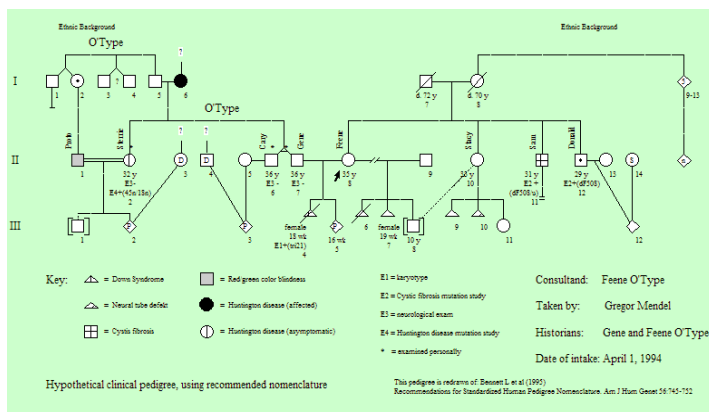 Ethnic Background
Ethnic Background
O'Type
?
I
1
2
?
3
4
5
6
d. 72 y
7
d. 70 y
8
5
9-13
O'Type
Proto
Sterrie
*
?
?
Cary
*
*
Gene
Feene
Stacy
Sam
Donald
II
1
32 y
E3-
E4+(45n/18n)
2
D
3
D
4
5
36 y
E3 -
6
36 y
E3 -
7
35 y
8
9
33 y
10
31 y
E2 +
(dF508/u)
11
29 y
E2+(dF508)
12
13
S
14
n
III
1
P
2
P
3
female
18 wk
E1+(tri21)
4
P
16 wk
5
6
female
19 wk
7
10 y
8
9
10
11
12
Key:
= Down Syndrome
= Red green color blindness
= Neural tube defekt
= Huntington disease (affected)
= Cystis fibrosis
= Huntington disease (asymptomatic)
E1 = karyotype
E2 = Cystic fibrosis mutation study
E3 = neurological exam
E4 = Huntington disease mutation study
* = examised personally
Consultand: Feene O'Type
Taken by: Gregor Mendel
Historians: Gene and Feene O'Type
Date of intake: April 1, 1994
Hypothetical clinical pedigree, using recommended nomenclature
This pedigree is redrawn of: Bennett L et al (1995)
Recommendations for Standardized Human Pedigree Nomenclature. Am J Hum Genet 56:745-752